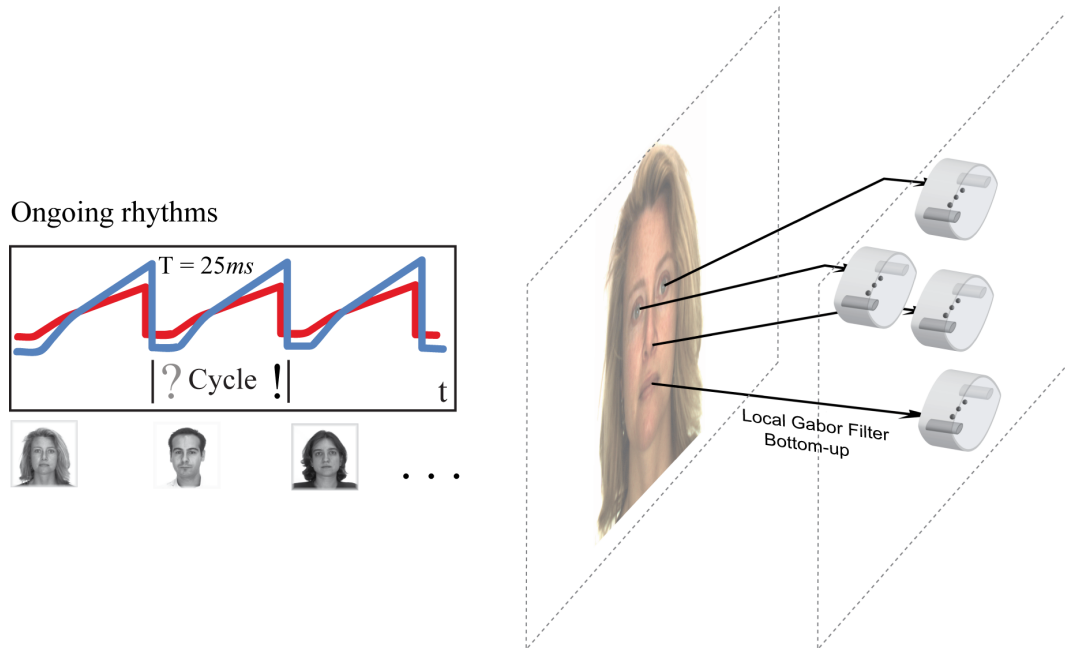 Ongoing rhythms
T = 25ms
? Cycle !
t
. . .
Local Gabor Filter
Bottom-up